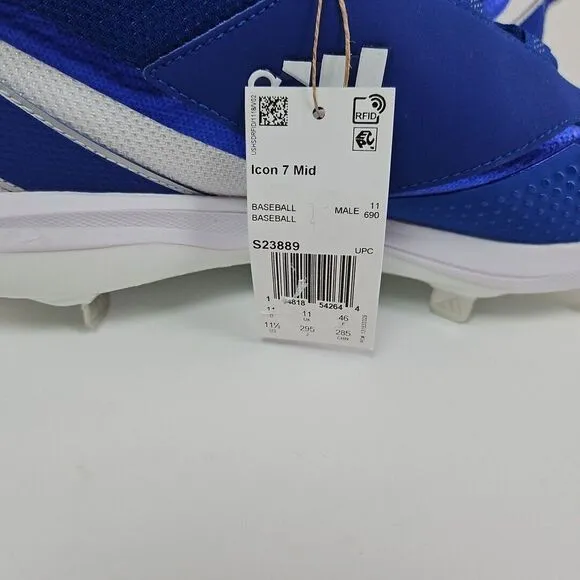 RFID
Icon 7 Mid
BASEBALL
MALE 11
BASEBALL
690
S23889
UPC
54264 4
11 46
11½ 295 285